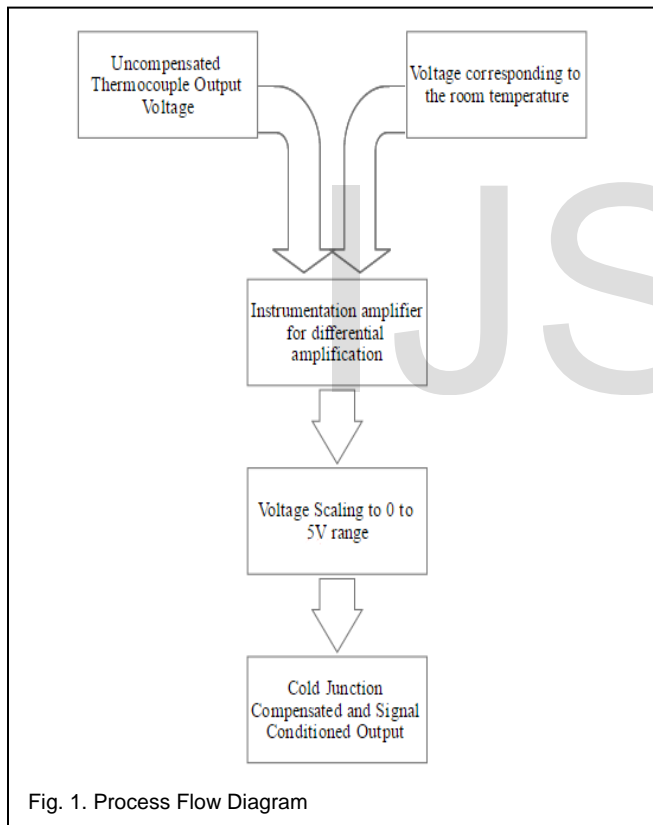 Uncompensated
Thermocouple Output
Voltage
Voltage corresponding to
the room temperature
IJS
Instrumentation amplifier
for differential
amplification
Voltage Scaling to 0 to
5V range
Cold Junction
Compensated and Signal
Conditioned Output
Fig. 1. Process Flow Diagram